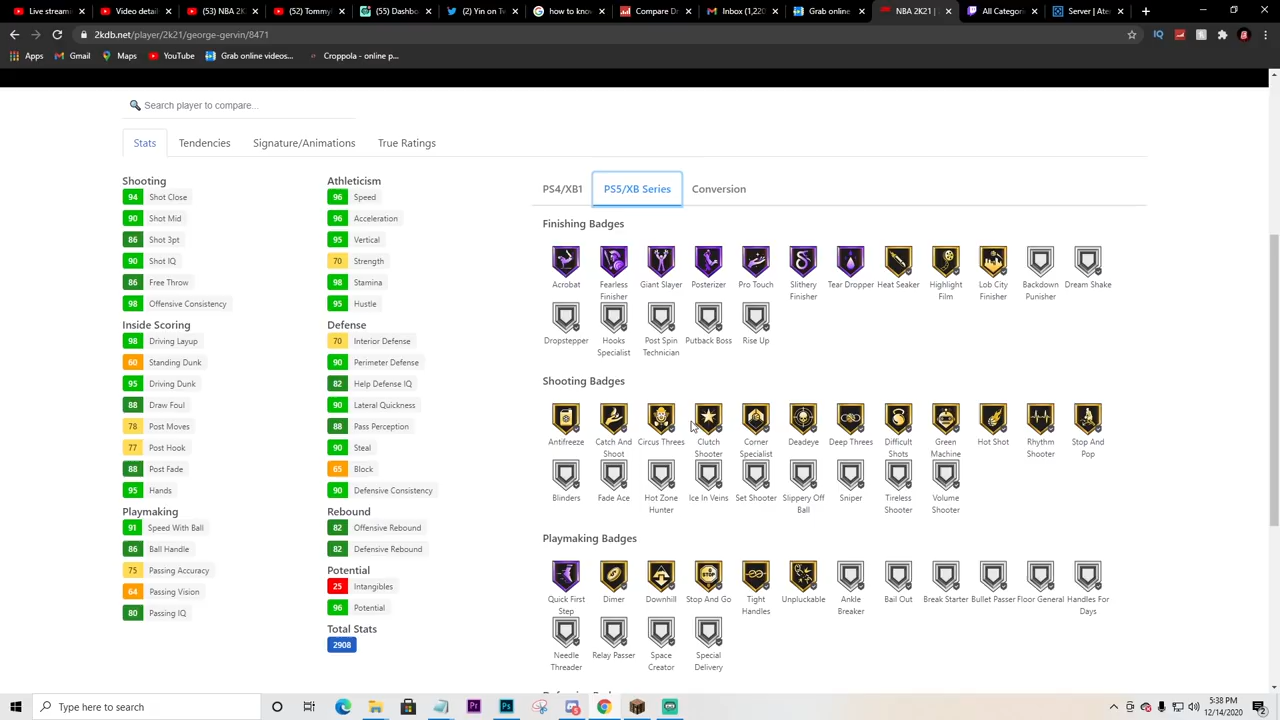 Live stream
Video detail
(53) NBA 2K
(52) Tommy
(55) Dashbo
(2) Yin on Tw
how to know
Compare Dr
Inbox (1,220
Grab online
NBA 2K21 |
All Categori
Server | Ater
2kdb.net/player/2k21/george-gervin/8471
Apps
Gmail
Maps
YouTube
Grab online videos...
Croppola - online p...
Search player to compare...
Stats
Tendencies
Signature/Animations
True Ratings
Shooting
94 Shot Close
90 Shot Mid
86 Shot 3pt
90 Shot IQ
86 Free Throw
98 Offensive Consistency
Inside Scoring
98 Driving Layup
60 Standing Dunk
95 Driving Dunk
88 Draw Foul
78 Post Moves
77 Post Hook
88 Post Fade
95 Hands
Playmaking
91 Speed With Ball
86 Ball Handle
75 Passing Accuracy
64 Passing Vision
80 Passing IQ
Athleticism
96 Speed
96 Acceleration
95 Vertical
70 Strength
98 Stamina
95 Hustle
Defense
70 Interior Defense
90 Perimeter Defense
82 Help Defense IQ
90 Lateral Quickness
88 Pass Perception
90 Steal
65 Block
90 Defensive Consistency
Rebound
82 Offensive Rebound
82 Defensive Rebound
Potential
25 Intangibles
96 Potential
Total Stats
2908
PS4/XB1
PS5/XB Series
Conversion
Finishing Badges
Acrobat
Fearless Finisher
Giant Slayer
Posterizer
Pro Touch
Slithery Finisher
Tear Dropper
Heat Seaker
Highlight Film
Lob City Finisher
Backdown Punisher
Dream Shake
Dropstepper
Hooks Specialist
Post Spin Technician
Putback Boss
Rise Up
Shooting Badges
Antifreeze
Catch And Shoot
Circus Threes
Clutch Shooter
Corner Specialist
Deadeye
Deep Threes
Difficult Shots
Green Machine
Hot Shot
Rhythm Shooter
Stop And Pop
Blinders
Fade Ace
Hot Zone Hunter
Ice In Veins
Set Shooter
Slippery Off Ball
Sniper
Tireless Shooter
Volume Shooter
Playmaking Badges
Quick First Step
Dimer
Downhill
Stop And Go
Tight Handles
Unpluckable
Ankle Breaker
Bail Out
Break Starter
Bullet Passer
Floor General
Handles For Days
Needle Threader
Relay Passer
Space Creator
Special Delivery
Type here to search
5:38 PM
12/14/2020